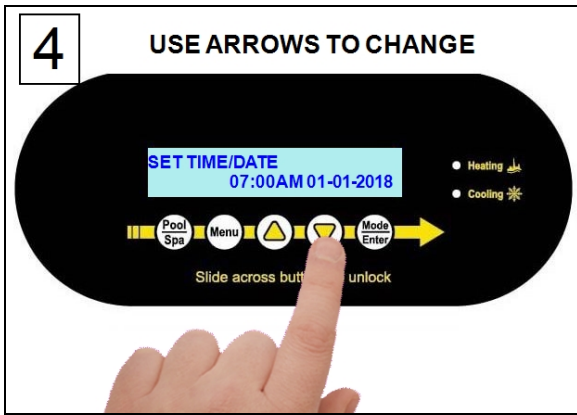 4
USE ARROWS TO CHANGE
SET TIME/DATE
07:00AM 01-01-2018
Heating
Cooling
Pool
Spa
Menu
Mode
Enter
Slide across unlock